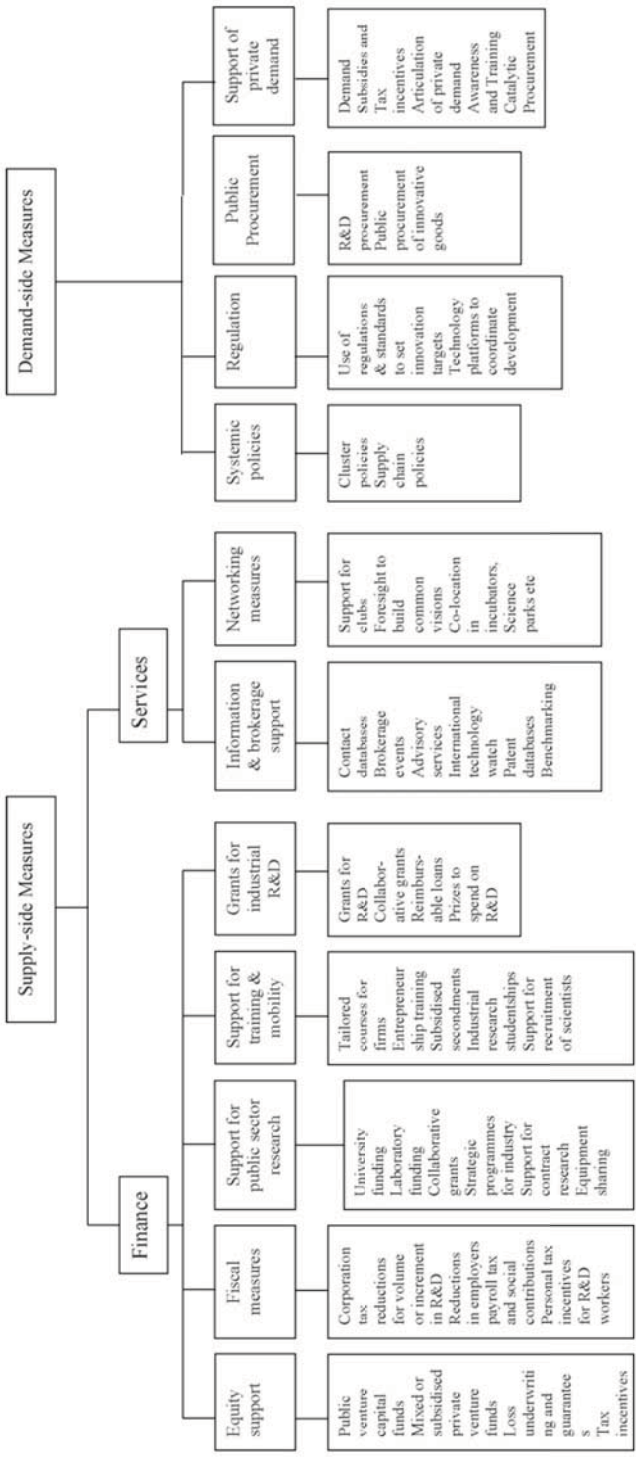 Supply-side Measures
Demand-side Measures
Finance
Services
Equity
support
Fiscal
measures
Support for
public sector
research
Support for
training &
mobility
Grants for
industrial
R&D
Information
& brokerage
support
Networking
measures
Systemic
policies
Regulation
Public
Procurement
Support of
private
demand
Public
venture
capital
funds
Mixed or
subsidised
private
venture
funds
Loss
underwriti
ng and
guarantee
s
Tax
incentives
Corporation
tax
reductions
for volume
or increment
in R&D
Reductions
in employers
payroll tax
and social
contributions
Personal tax
incentives
for R&D
workers
University
funding
Laboratory
funding
Collaborative
grants
Strategic
programmes
for industry
Support for
contract
research
Equipment
sharing
Tailored
courses for
firms
Entrepreneur
ship training
Subsidised
secondments
Industrial
research
studentships
Support for
recruitment
of scientists
Grants for
R&D
Collabor-
ative grants
Reimburs-
able loans
Prizes to
spend on
R&D
Contact
databases
Brokerage
events
Advisory
services
International
technology
watch
Patent
databases
Benchmarking
Support for
clubs
Foresight to
build
common
visions
Co-location
in
incubators,
Science
parks etc
Cluster
policies
Supply
chain
policies
Use of
regulations
& standards
to set
innovation
targets
Technology
platforms to
coordinate
development
R&D
procurement
Public
procurement
of innovative
goods
Demand
Subsidies and
Tax
incentives
Articulation
of private
demand
Awareness
and Training
Catalytic
Procurement